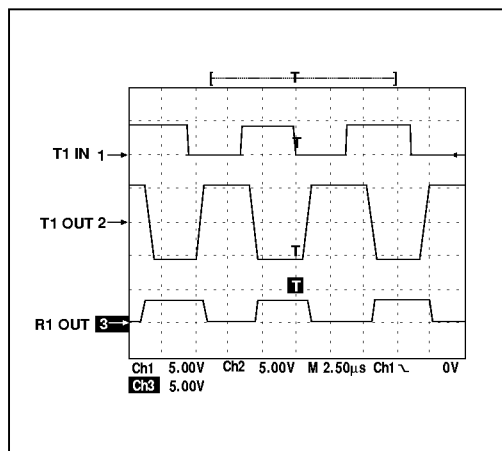 T
T1 IN 1
T
T1 OUT 2
T
T
R1 OUT 3
Ch1 5.00V Ch2 5.00V M 2.50µs Ch1 0V
Ch3 5.00V